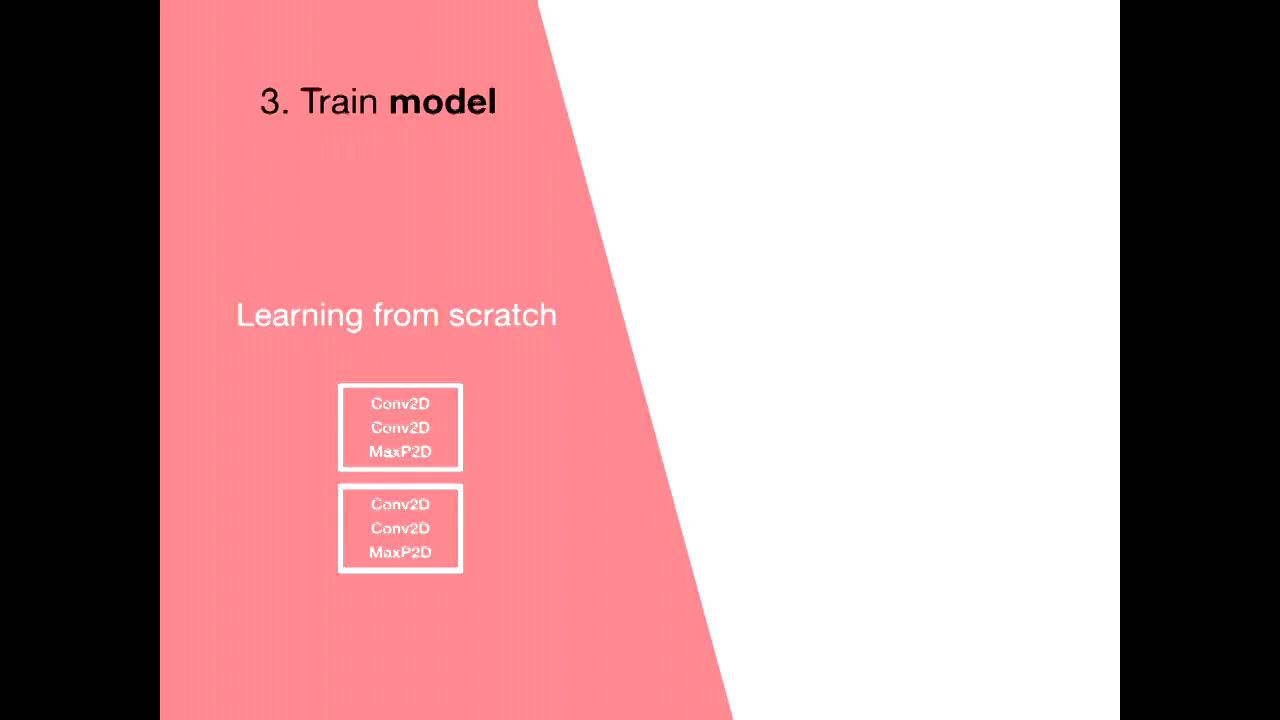 3. Train model
Learning from scratch
Conv2D
Conv2D
MaxP2D
Conv2D
Conv2D
MaxP2D